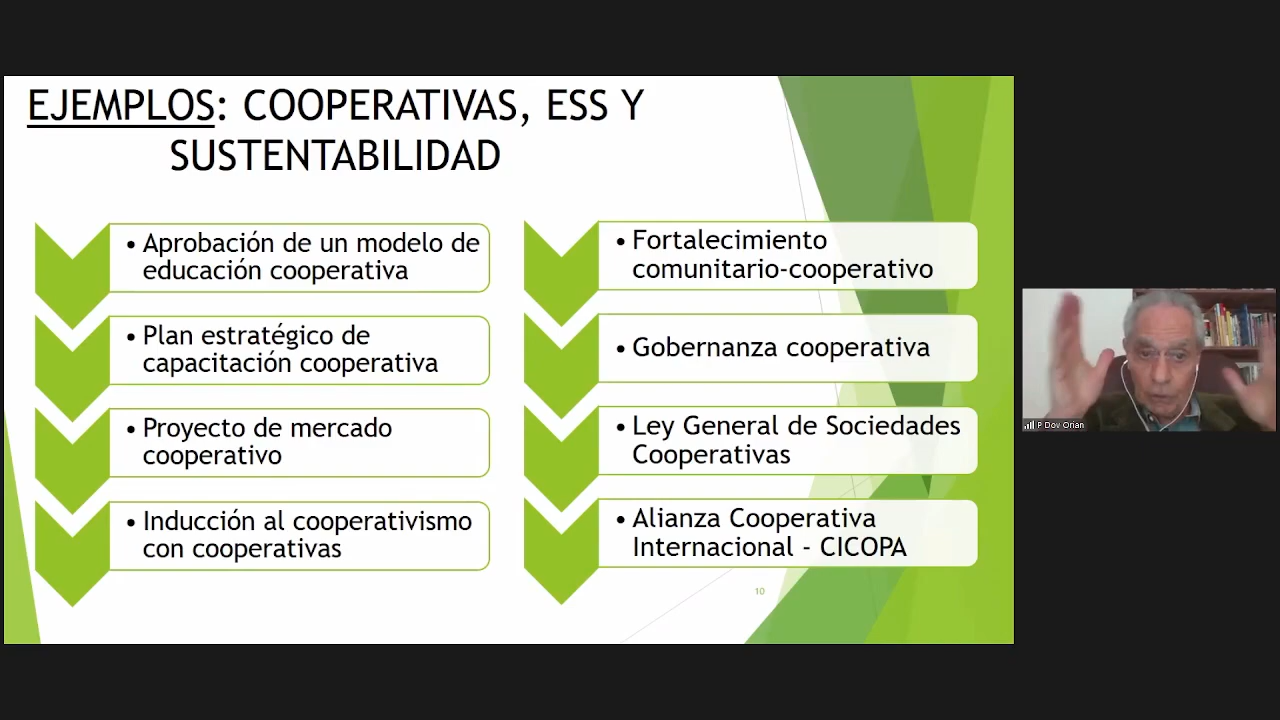 EJEMPLOS: COOPERATIVAS, ESS Y
SUSTENTABILIDAD
• Aprobación de un modelo de
educación cooperativa
• Plan estratégico de
capacitación cooperativa
• Proyecto de mercado
cooperativo
• Inducción al cooperativismo
con cooperativas
• Fortalecimiento
comunitario-cooperativo
• Gobernanza cooperativa
• Ley General de Sociedades
Cooperativas
• Alianza Cooperativa
Internacional - CICOPA
10
P Dov Orian